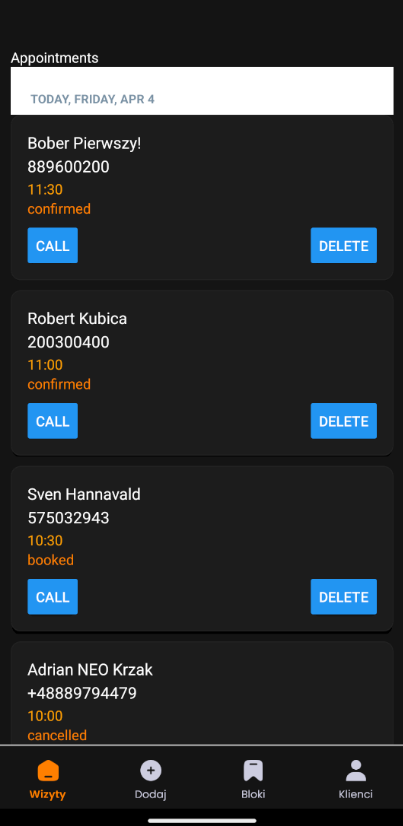 Appointments
TODAY, FRIDAY, APR 4
Bober Pierwszy!
889600200
11:30
confirmed
CALL DELETE
Robert Kubica
200300400
11:00
confirmed
CALL DELETE
Sven Hannavald
575032943
10:30
booked
CALL DELETE
Adrian NEO Krzak
+48889794479
10:00
cancelled
Wizyty Dodaj Bloki Klienci